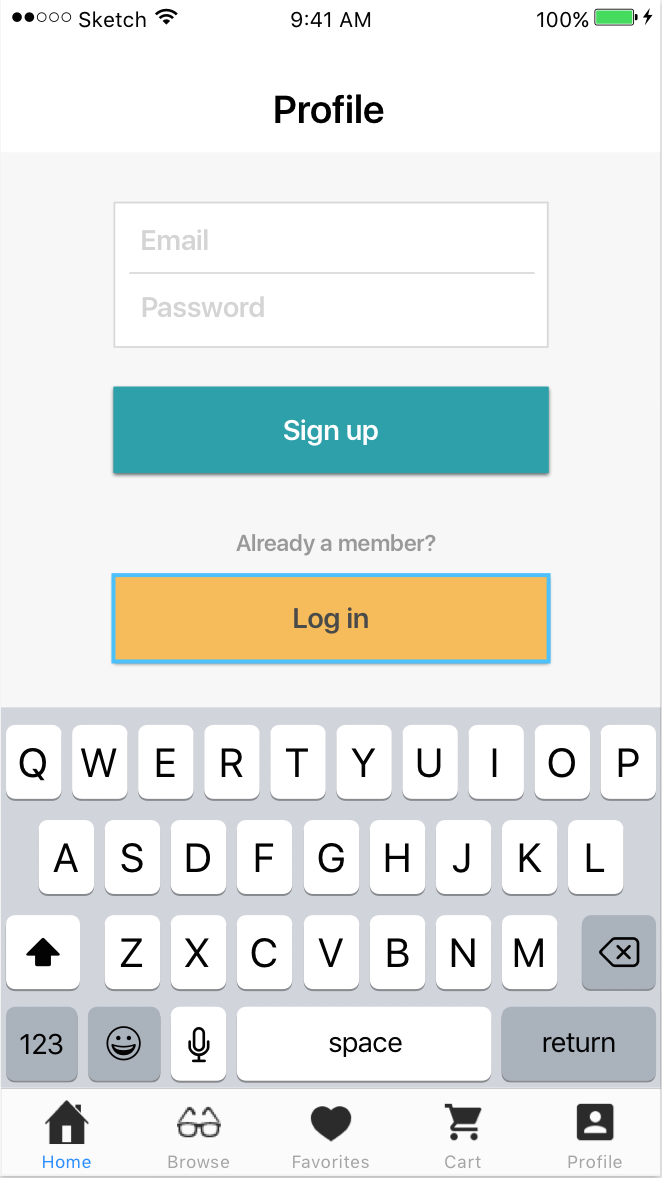 Sketch 9:41 AM 100%
Profile
Email
Password
Sign up
Already a member?
Log in
Q W E R T Y U I O P
A S D F G H J K L
Z X C V B N M
123 space return
Home Browse Favorites Cart Profile